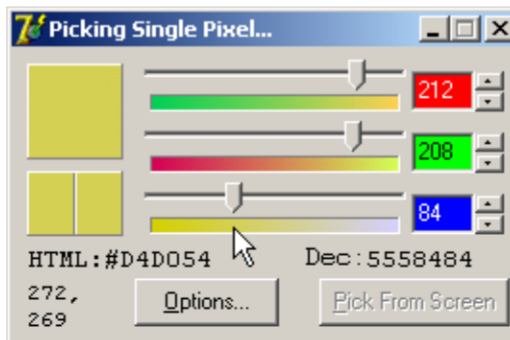 Picking Single Pixel...
212
208
84
HTML:#D4D054
Dec:5558484
272,
269
Options...
Pick From Screen